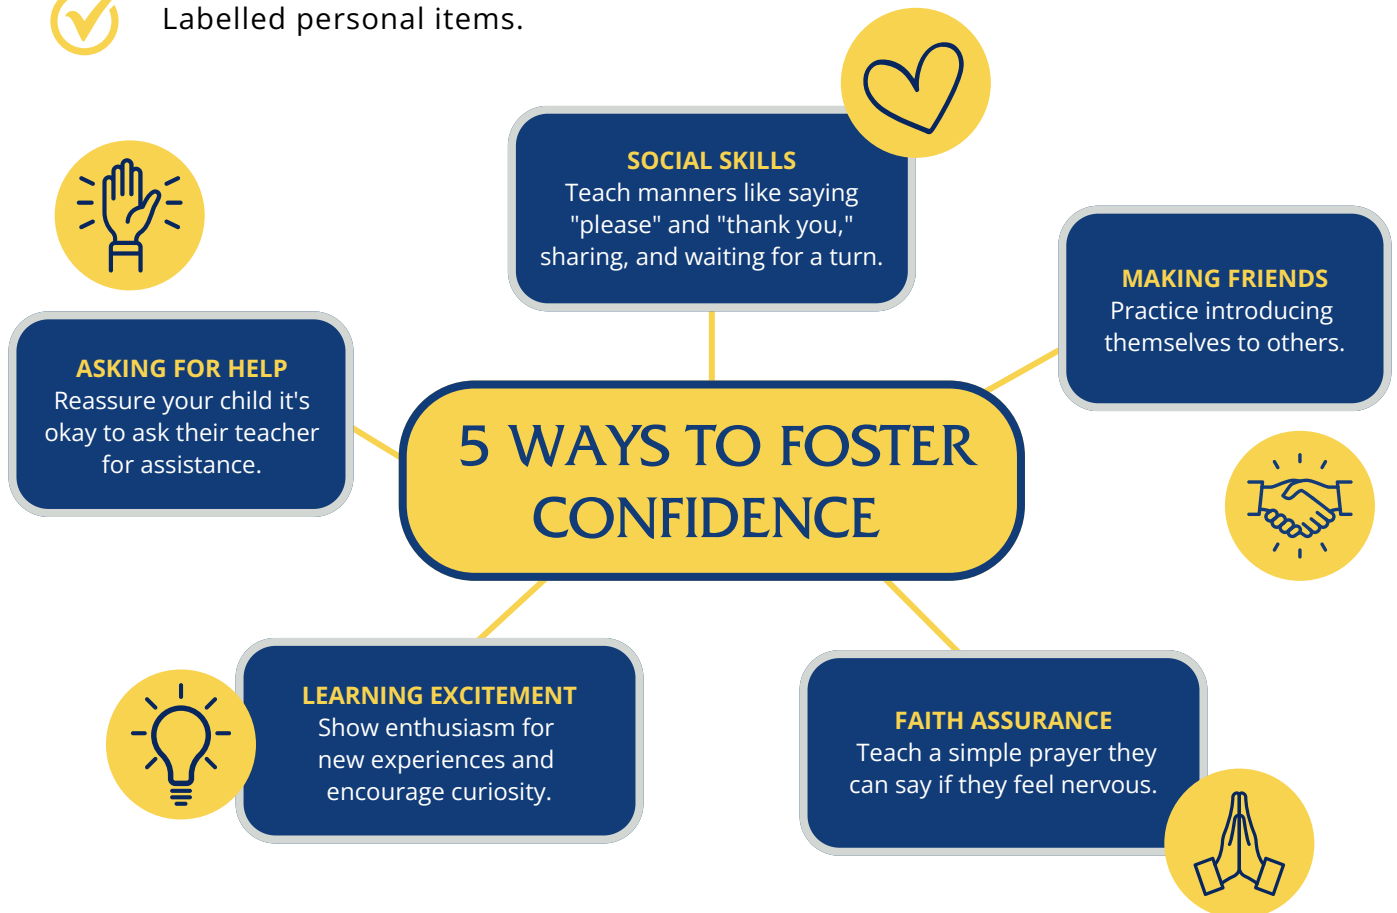 Labelled personal items.
SOCIAL SKILLS
Teach manners like saying
"please" and "thank you,"
sharing, and waiting for a turn.
MAKING FRIENDS
Practice introducing
themselves to others.
ASKING FOR HELP
Reassure your child it's
okay to ask their teacher
for assistance.
5 WAYS TO FOSTER
CONFIDENCE
LEARNING EXCITEMENT
Show enthusiasm for
new experiences and
encourage curiosity.
FAITH ASSURANCE
Teach a simple prayer they
can say if they feel nervous.